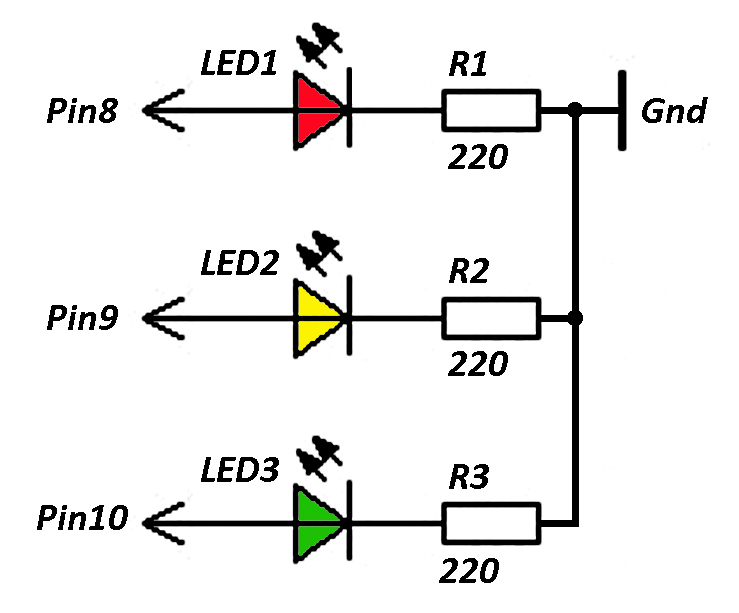 LED1
R1
Pin8
Gnd
220
LED2
R2
Pin9
220
LED3
R3
Pin10
220